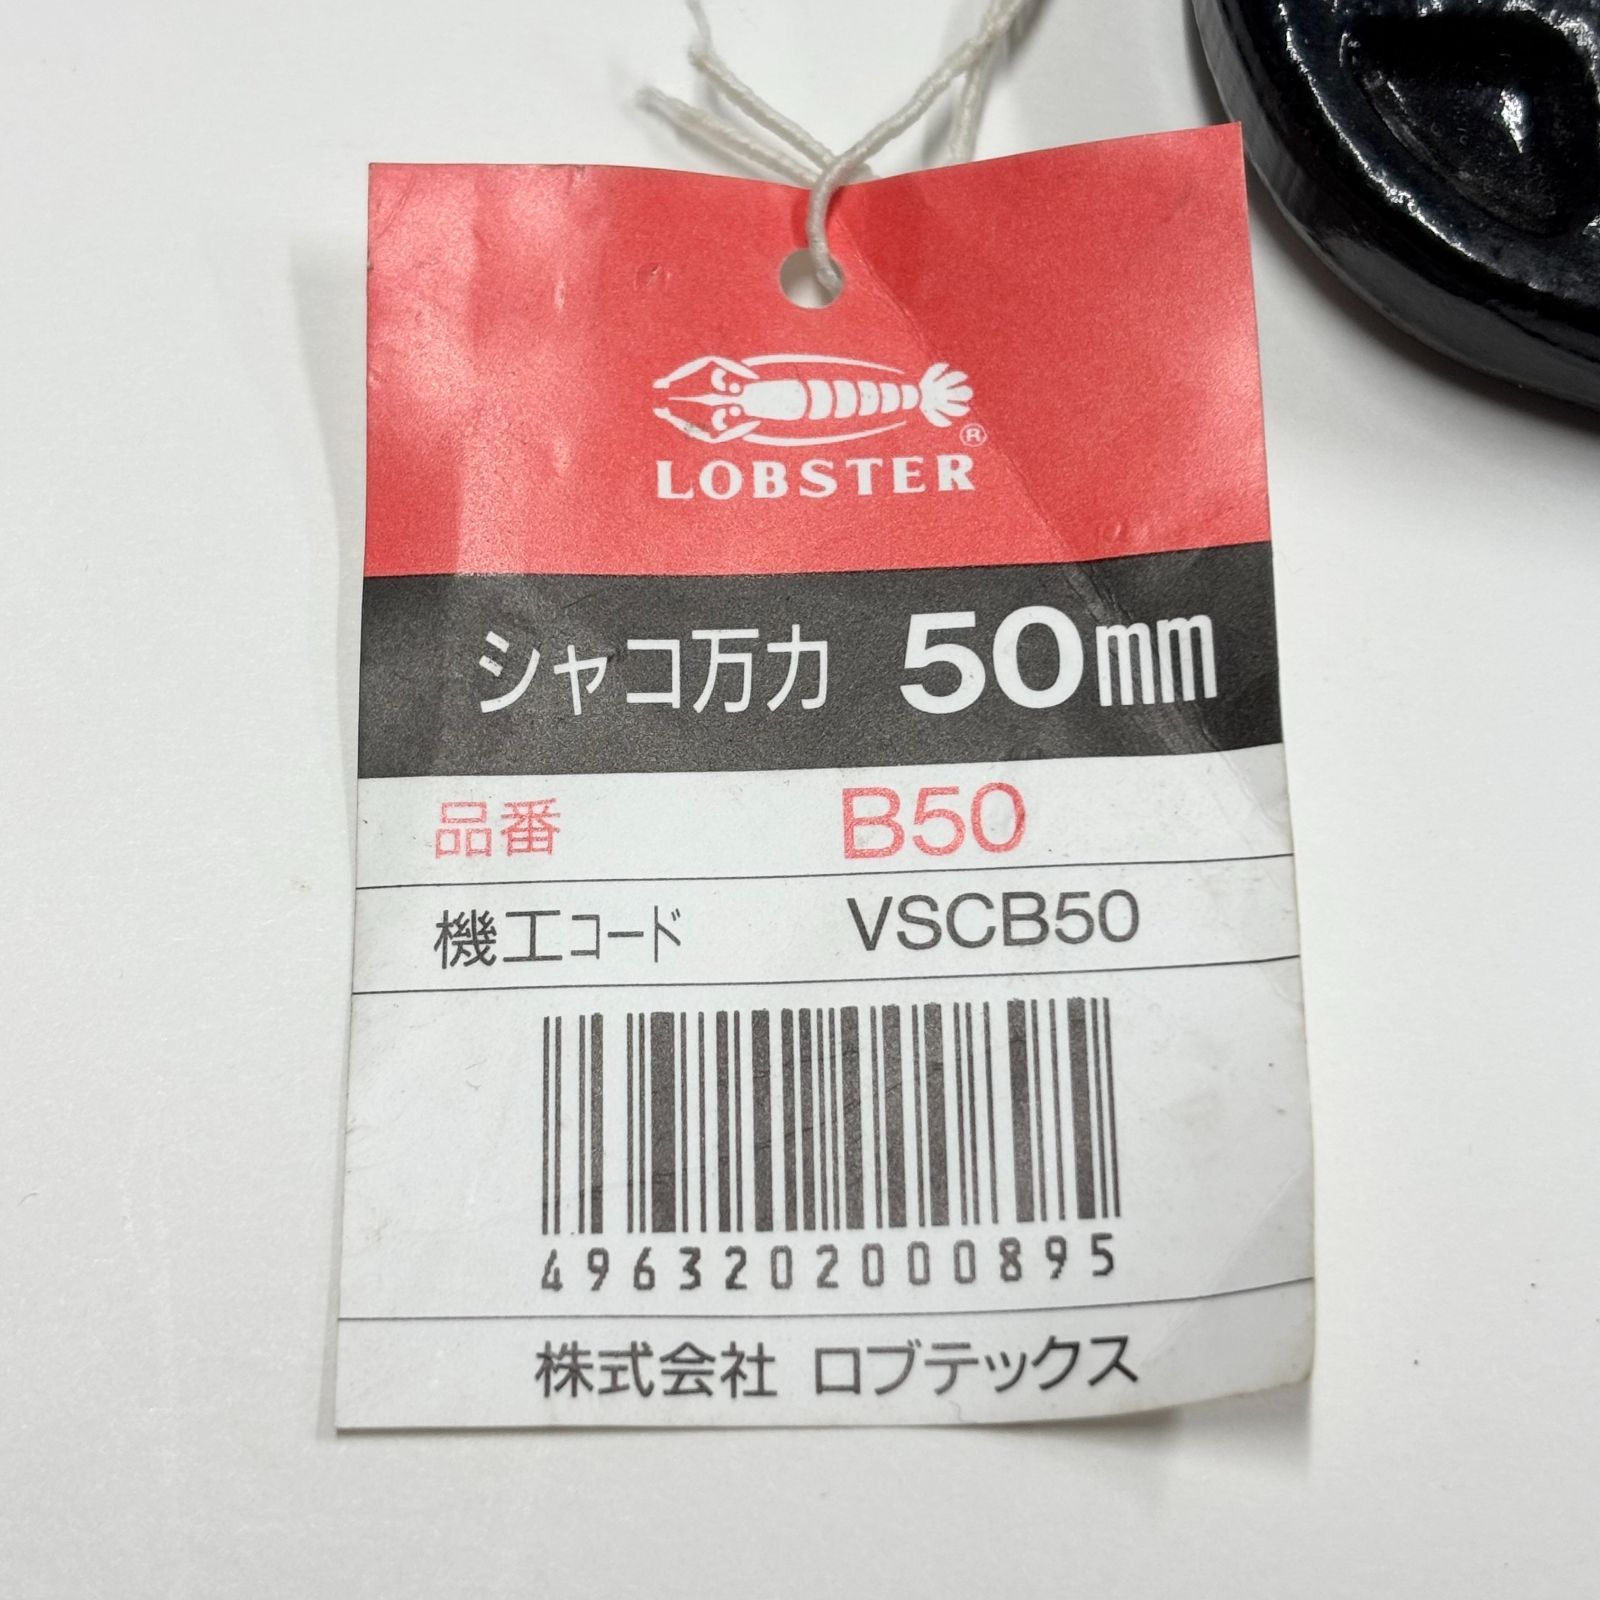 LOBSTER®
シャコ万力 50mm
品番 B50
機工コード VSCB50
4963202000895
株式会社 ロブテックス